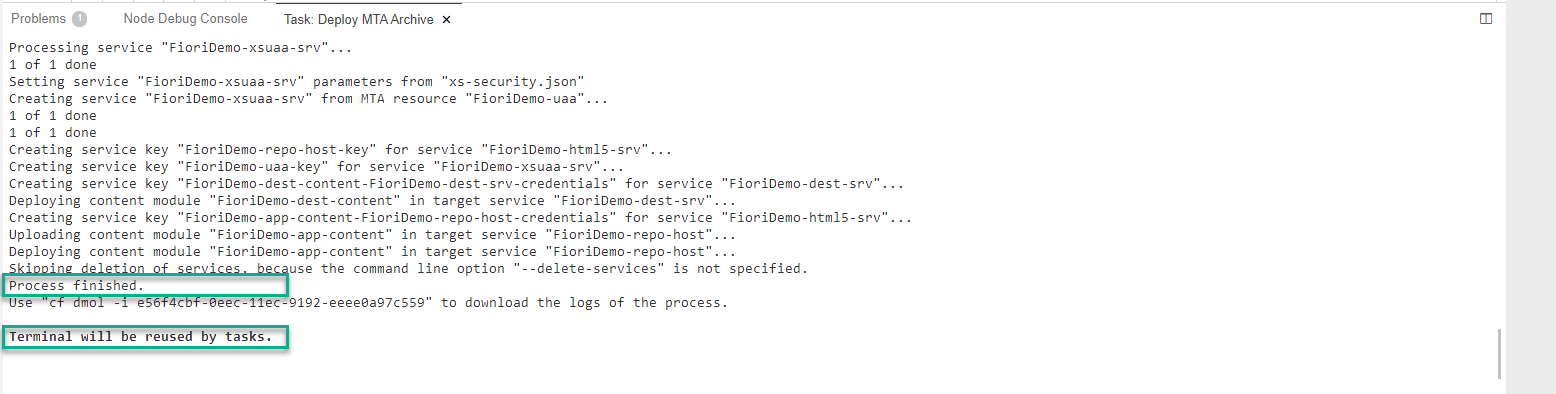 Problems 1 Node Debug Console Task: Deploy MTA Archive ×
Processing service "FioriDemo-xsuaa-srv"...
1 of 1 done
Setting service "FioriDemo-xsuaa-srv" parameters from "xs-security.json"
Creating service "FioriDemo-xsuaa-srv" from MTA resource "FioriDemo-uaa"...
1 of 1 done
1 of 1 done
Creating service key "FioriDemo-repo-host-key" for service "FioriDemo-html5-srv"...
Creating service key "FioriDemo-uaa-key" for service "FioriDemo-xsuaa-srv"...
Creating service key "FioriDemo-dest-content-FioriDemo-dest-srv-credentials" for service "FioriDemo-dest-srv"...
Deploying content module "FioriDemo-dest-content" in target service "FioriDemo-dest-srv"...
Creating service key "FioriDemo-app-content-FioriDemo-repo-host-credentials" for service "FioriDemo-html5-srv"...
Uploading content module "FioriDemo-app-content" in target service "FioriDemo-repo-host"...
Deploying content module "FioriDemo-app-content" in target service "FioriDemo-repo-host"...
Skipping deletion of services, because the command line option "--delete-services" is not specified.
Process finished.
Use "cf dmol -i e56f4cbf-0eec-11ec-9192-eeee0a97c559" to download the logs of the process.
Terminal will be reused by tasks.